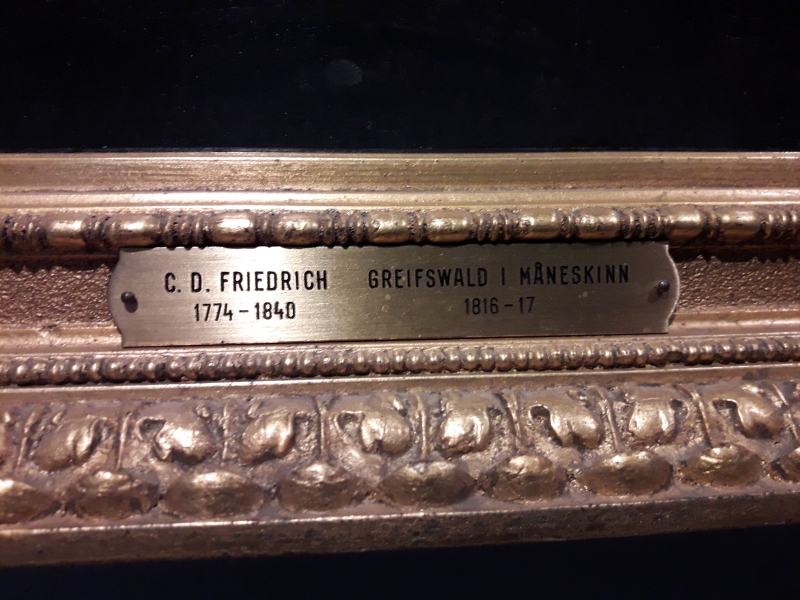 C. D. FRIEDRICH GREIFSWALD I MÅNESKINN
1774-1840 1816-17